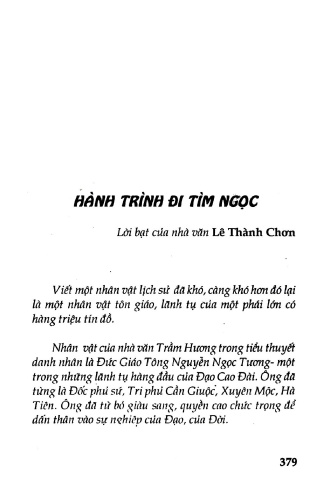 HÀNH TRÌNH ĐI TÌM NGỌC
Lời bạt của nhà văn Lê Thành Chơn
Viết một nhân vật lịch sử đã khó, càng khó hơn đó lại
là một nhân vật tôn giáo, lãnh tụ của một phái lớn có
hàng triệu tín đồ.
Nhân vật của nhà văn Trầm Hương trong tiểu thuyết
danh nhân là Đức Giáo Tông Nguyễn Ngọc Tương- một
trong những lãnh tụ hàng đầu của Đạo Cao Đài. Ông đã
từng là Đốc phủ sứ, Tri phủ Cần Giuộc, Xuyên Mộc, Hà
Tiên. Ông đã từ bỏ giàu sang, quyền cao chức trọng để
dấn thân vào sự nghiệp của Đạo, của Đời.
379